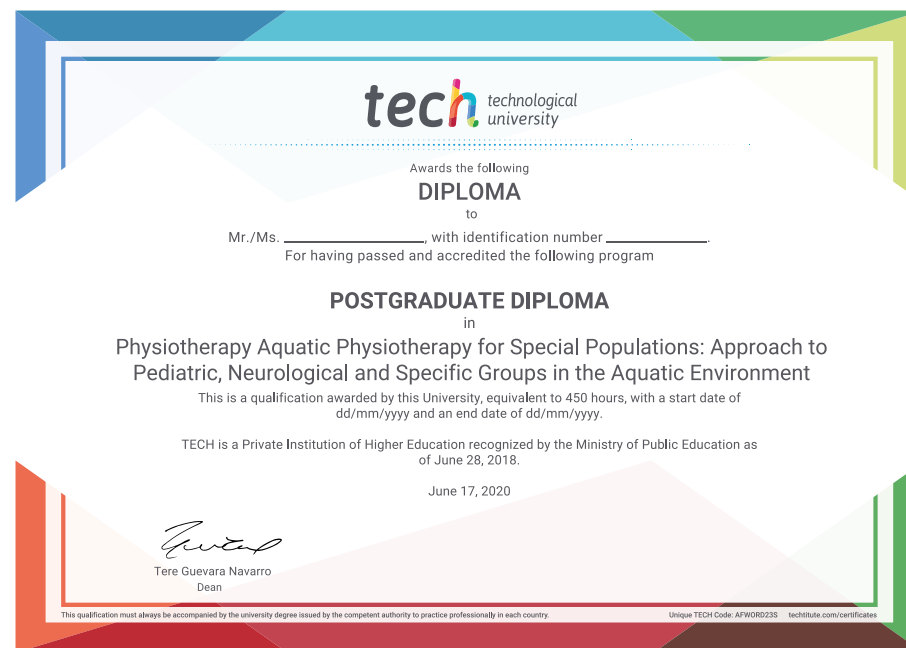 tech technological
university
Awards the following
DIPLOMA
to
Mr./Ms. ____________, with identification number ____________.
For having passed and accredited the following program
POSTGRADUATE DIPLOMA
in
Physiotherapy Aquatic Physiotherapy for Special Populations: Approach to
Pediatric, Neurological and Specific Groups in the Aquatic Environment
This is a qualification awarded by this University, equivalent to 450 hours, with a start date of
dd/mm/yyyy and an end date of dd/mm/yyyy.
TECH is a Private Institution of Higher Education recognized by the Ministry of Public Education as
of June 28, 2018.
June 17, 2020
Tere Guevara Navarro
Dean
This qualification must always be accompanied by the university degree issued by the competent authority to practice professionally in each country. Unique TECH Code: AFWORD23S techtitute.com/certificates